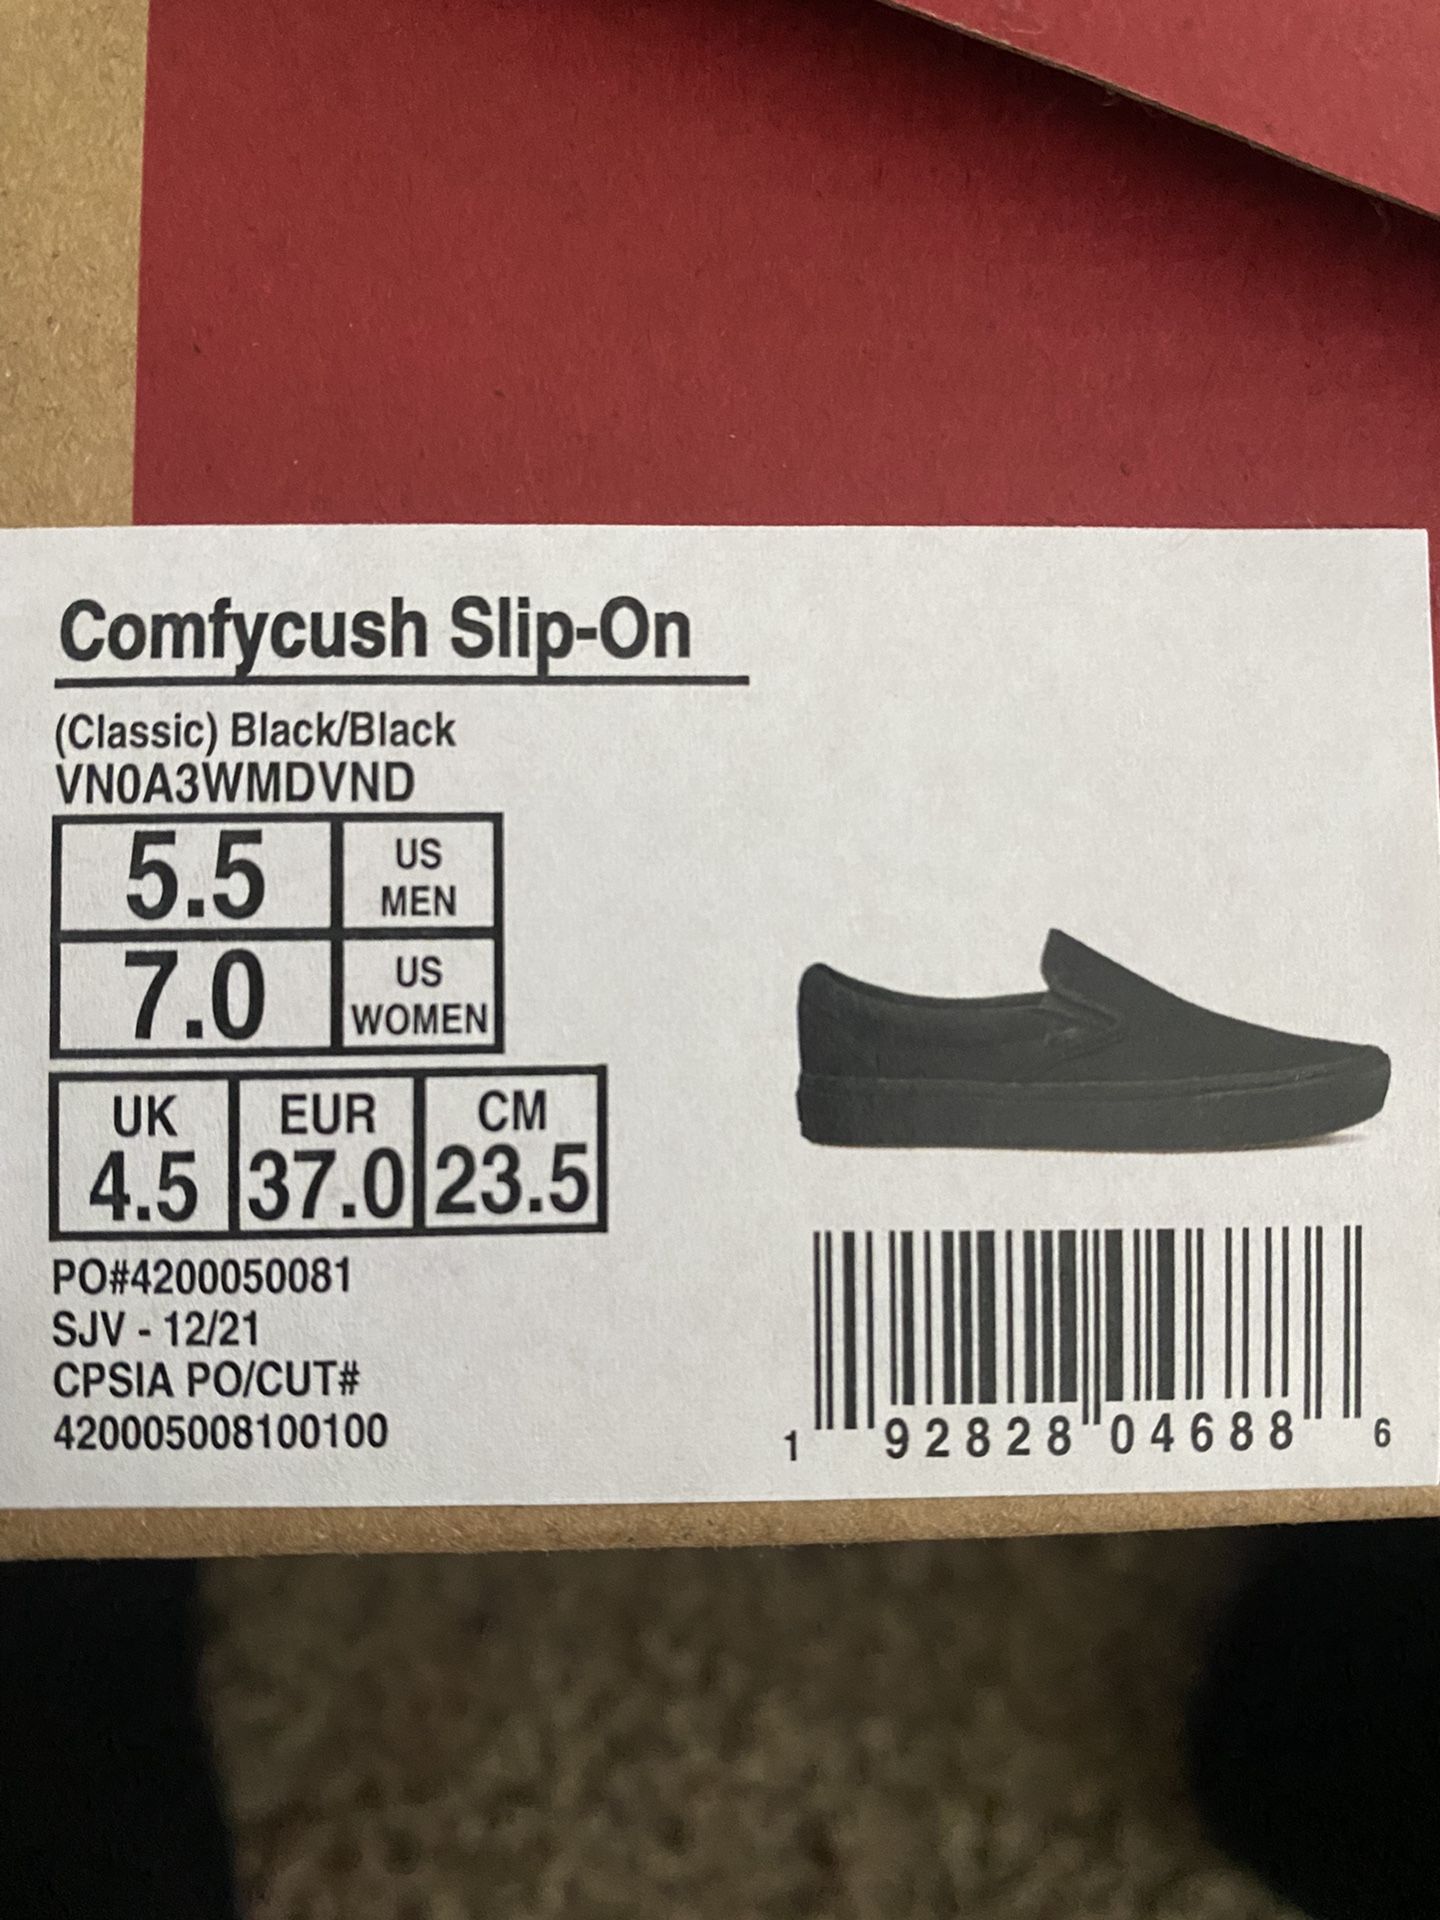 Comfycush Slip-On
(Classic) Black/Black
VN0A3WMDVND
5.5 US MEN
7.0 US WOMEN
UK EUR CM
4.5 37.0 23.5
PO#4200050081
SJV - 12/21
CPSIA PO/CUT#
420005008100100
1 92828 04688 6